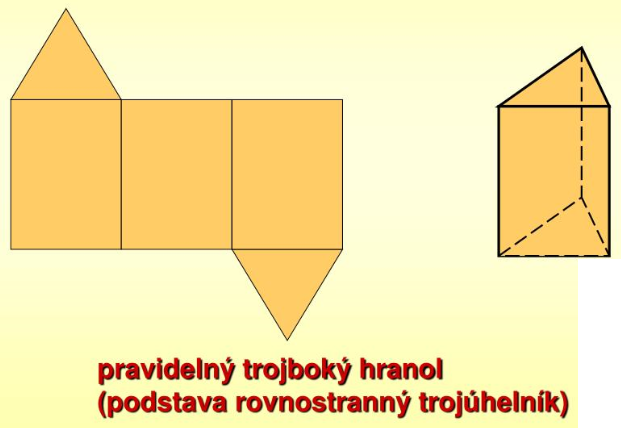 pravidelný trojboký hranol
(podstava rovnostranný trojúhelník)